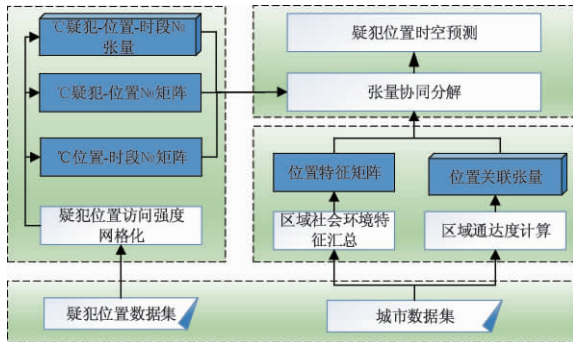 ℃疑犯-位置-时段№
张量
℃疑犯-位置№矩阵
℃位置-时段№矩阵
疑犯位置访问强度
网格化
疑犯位置数据集
疑犯位置时空预测
张量协同分解
位置特征矩阵
位置关联张量
区域社会环境特
征汇总
区域通达度计算
城市数据集